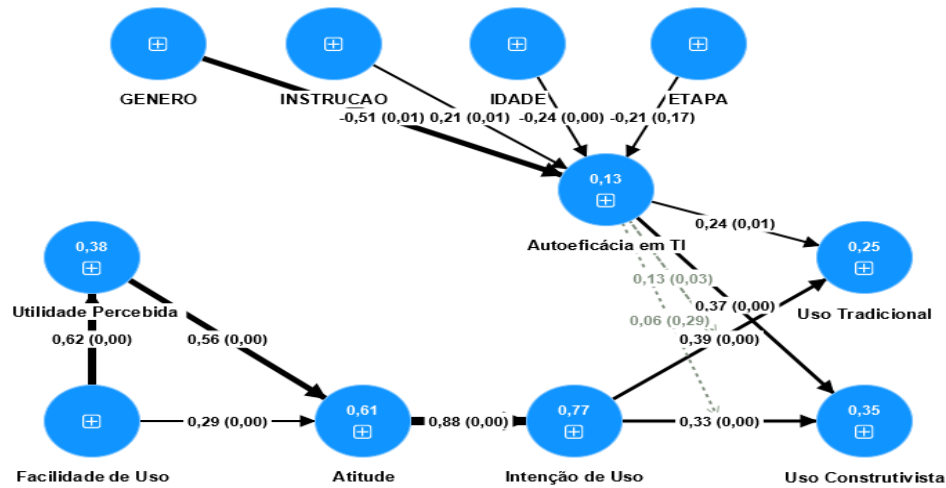 GENERO
INSTRUCAO
IDADE
ETAPA
-0,51 (0,01)
0,21 (0,01)
-0,24 (0,00)
-0,21 (0,17)
0,13
Autoeficácia em TI
0,24 (0,01)
0,38
0,25
Utilidade Percebida
0,13 (0,03)
0,37 (0,00)
Uso Tradicional
0,06 (0,29)
0,62 (0,00)
0,56 (0,00)
0,39 (0,00)
0,61
0,77
0,35
0,29 (0,00)
0,88 (0,00)
0,33 (0,00)
Facilidade de Uso
Atitude
Intenção de Uso
Uso Construtivista